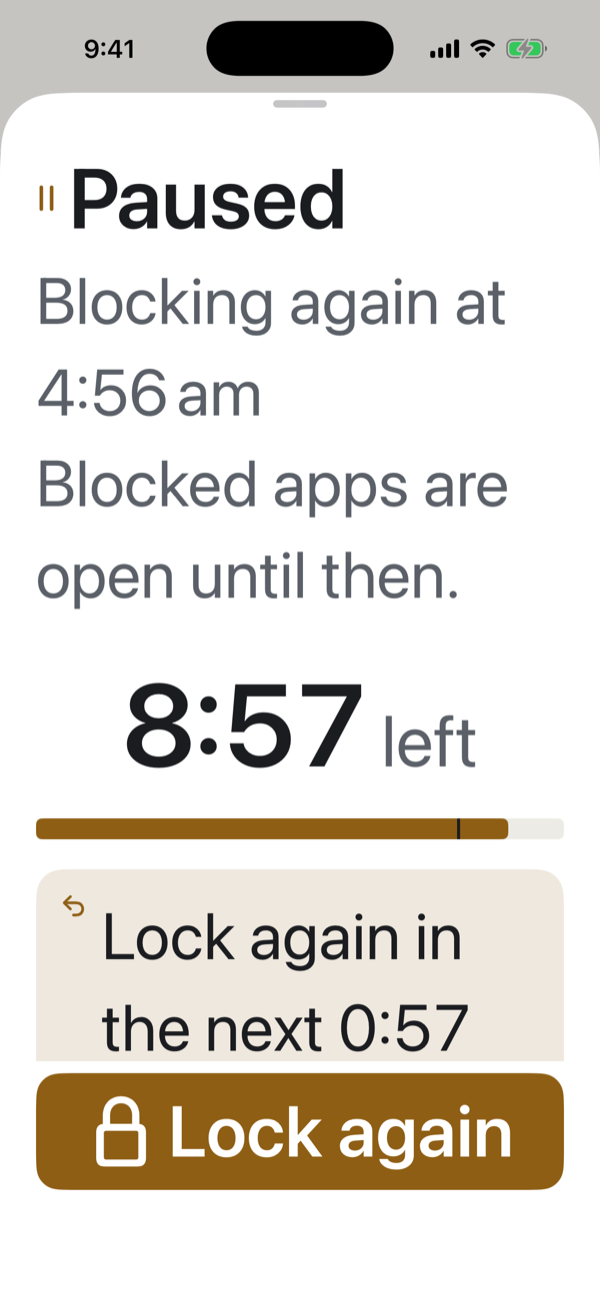 9:41
Paused
Blocking again at
4:56 am
Blocked apps are
open until then.
8:57 left
Lock again in
the next 0:57
Lock again